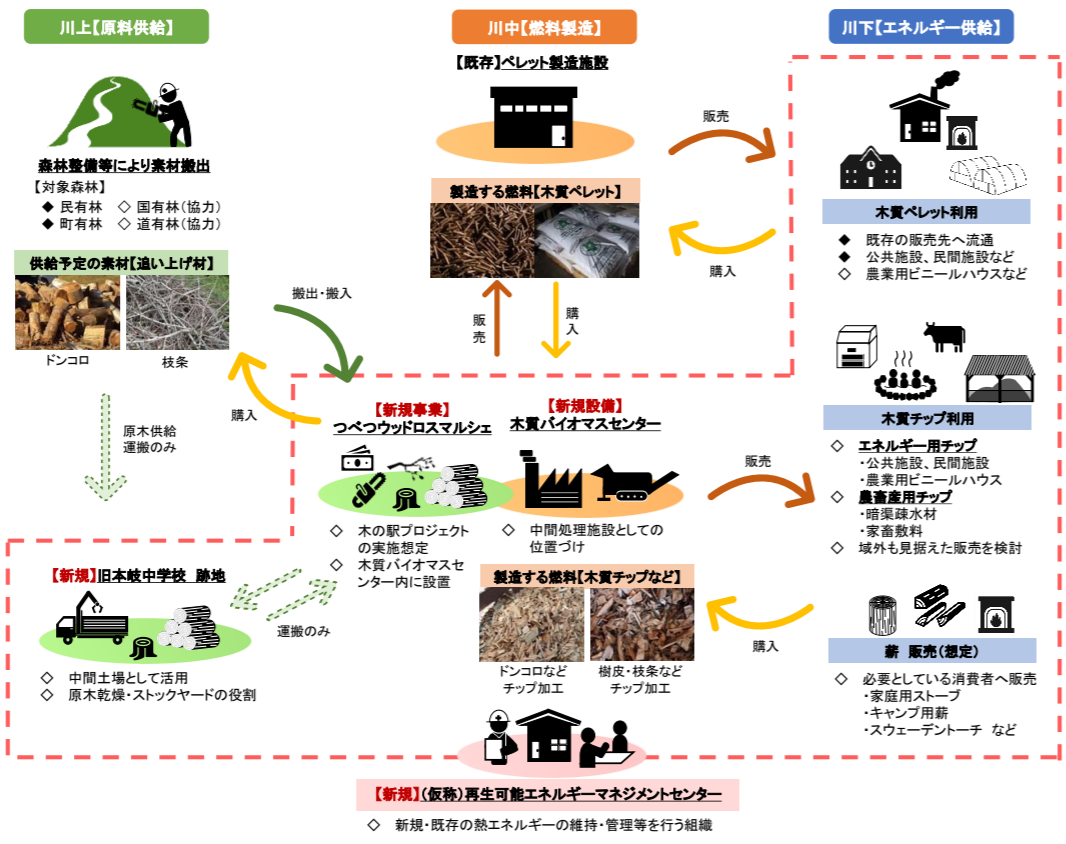 川上【原料供給】
森林整備等により素材搬出
【対象森林】
◆ 民有林 ◇ 国有林（協力）
◆ 町有林 ◇ 道有林（協力）
供給予定の素材【追い上げ材】
ドンコロ
枝条
搬出・搬入
購入
原木供給
運搬のみ
川中【燃料製造】
【既存】ペレット製造施設
製造する燃料【木質ペレット】
販売
購入
販売
購入
【新規事業】
つべつウッドロスマルシェ
◇ 木の駅プロジェクト
の実施想定
◇ 木質バイオマスセ
ンター内に設置
【新規設備】
木質バイオマスセンター
◇ 中間処理施設としての
位置づけ
製造する燃料【木質チップなど】
ドンコロなど
チップ加工
樹皮・枝条など
チップ加工
販売
購入
川下【エネルギー供給】
木質ペレット利用
◆ 既存の販売先へ流通
◆ 公共施設、民間施設など
◇ 農業用ビニールハウスなど
木質チップ利用
◇ エネルギー用チップ
・公共施設、民間施設
・農業用ビニールハウス
◇ 農畜産用チップ
・暗渠疎水材
・家畜敷料
◇ 域外も見据えた販売を検討
薪 販売（想定）
◇ 必要としている消費者へ販売
・家庭用ストーブ
・キャンプ用薪
・スウェーデントーチ など
【新規】旧本岐中学校 跡地
運搬のみ
◇ 中間土場として活用
◇ 原木乾燥・ストックヤードの役割
【新規】（仮称）再生可能エネルギーマネジメントセンター
◇ 新規・既存の熱エネルギーの維持・管理等を行う組織